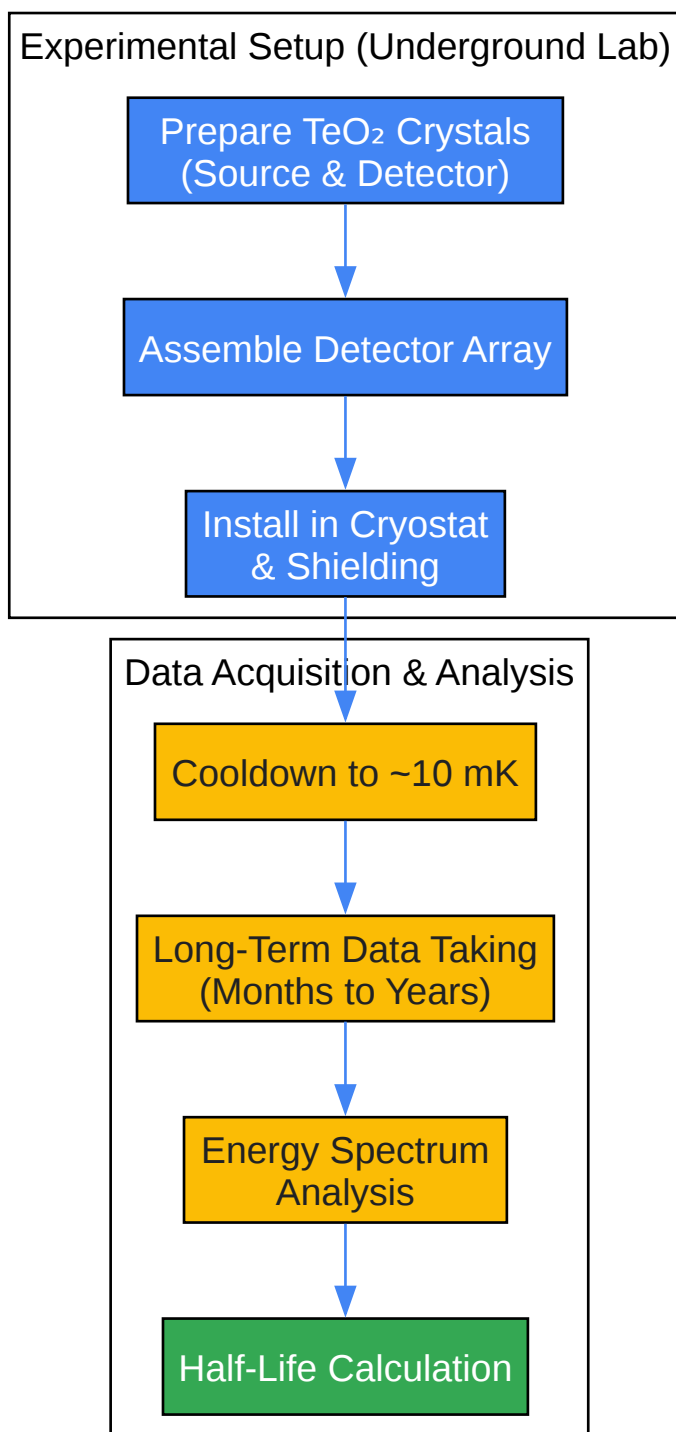 Experimental Setup (Underground Lab)
Prepare TeO₂ Crystals
(Source & Detector)
Assemble Detector Array
Install in Cryostat
& Shielding
Data Acquisition & Analysis
Cooldown to ~10 mK
Long-Term Data Taking
(Months to Years)
Energy Spectrum
Analysis
Half-Life Calculation